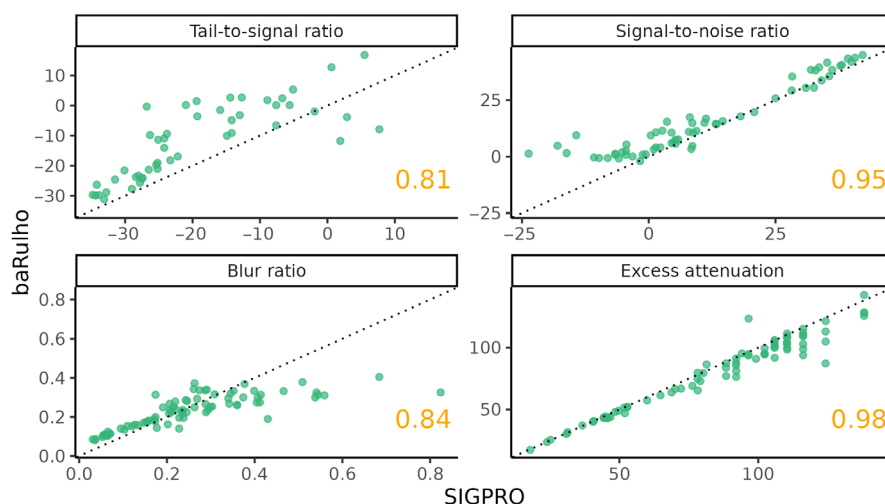 Tail-to-signal ratio
Signal-to-noise ratio
10
0
−10
−20
−30
0.81
−30 −20 −10 0 10
25
0
−25
0.95
−25 0 25
baRulho
Blur ratio
Excess attenuation
0.8
0.6
0.4
0.2
0.0
0.84
0.0 0.2 0.4 0.6 0.8
100
50
0.98
50 100
SIGPRO